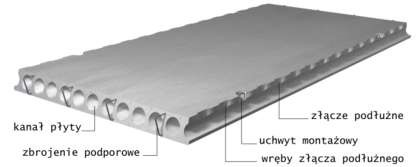 złącze podłużne
kanał płyty
uchwyt montażowy
zbrojenie podporowe
wręby złącza podłużnego